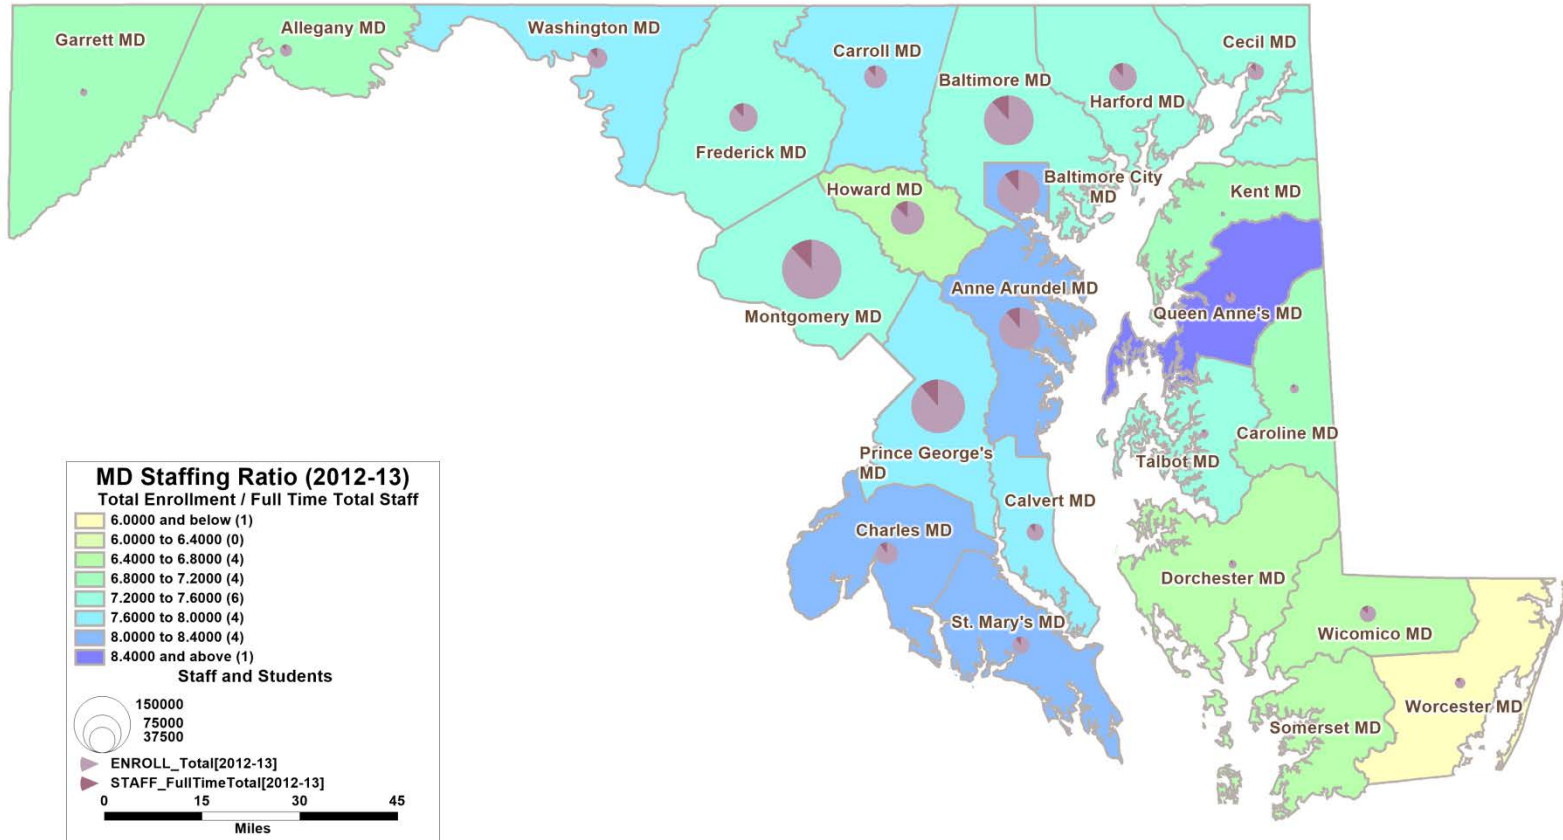 Garrett MD
Allegany MD
Washington MD
Carroll MD
Cecil MD
Baltimore MD
Harford MD
Frederick MD
Baltimore City
MD
Howard MD
Kent MD
Anne Arundel MD
Montgomery MD
Queen Anne's MD
Prince George's
MD
Caroline MD
Talbot MD
Calvert MD
Charles MD
Dorchester MD
St. Mary's MD
Wicomico MD
Worcester MD
Somerset MD
MD Staffing Ratio (2012-13)
Total Enrollment / Full Time Total Staff
6.0000 and below (1)
6.0000 to 6.4000 (0)
6.4000 to 6.8000 (4)
6.8000 to 7.2000 (4)
7.2000 to 7.6000 (6)
7.6000 to 8.0000 (4)
8.0000 to 8.4000 (4)
8.4000 and above (1)
Staff and Students
150000
75000
37500
ENROLL_Total[2012-13]
STAFF_FullTimeTotal[2012-13]
0 15 30 45
Miles